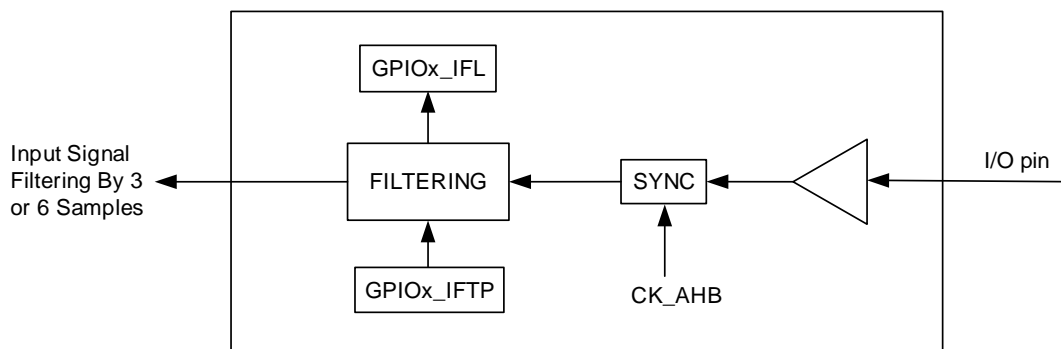 GPIOx_IFL
Input Signal
Filtering By 3
or 6 Samples
FILTERING
SYNC
I/O pin
GPIOx_IFTP
CK_AHB